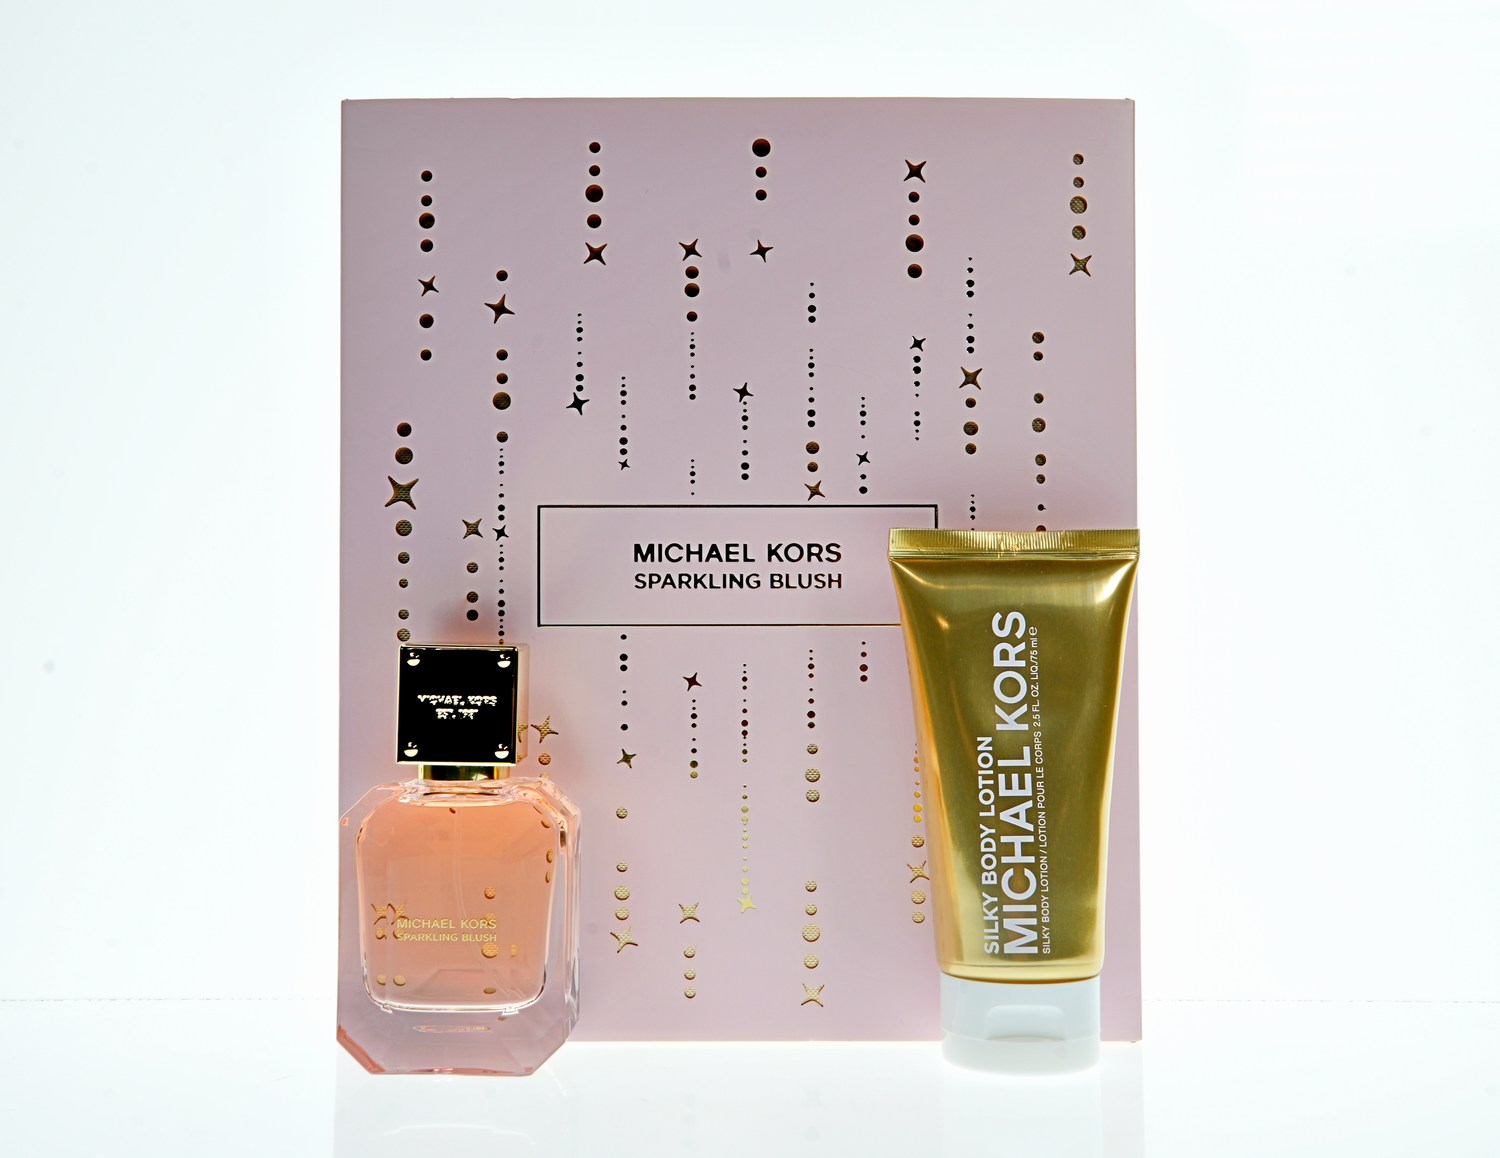 MICHAEL KORS
SPARKLING BLUSH
MICHAEL KORS
SPARKLING BLUSH
SILKY BODY LOTION
MICHAEL KORS
SILKY BODY LOTION / LOTION POUR LE CORPS 2.5 FL. OZ. LIQ./75 ml ℮